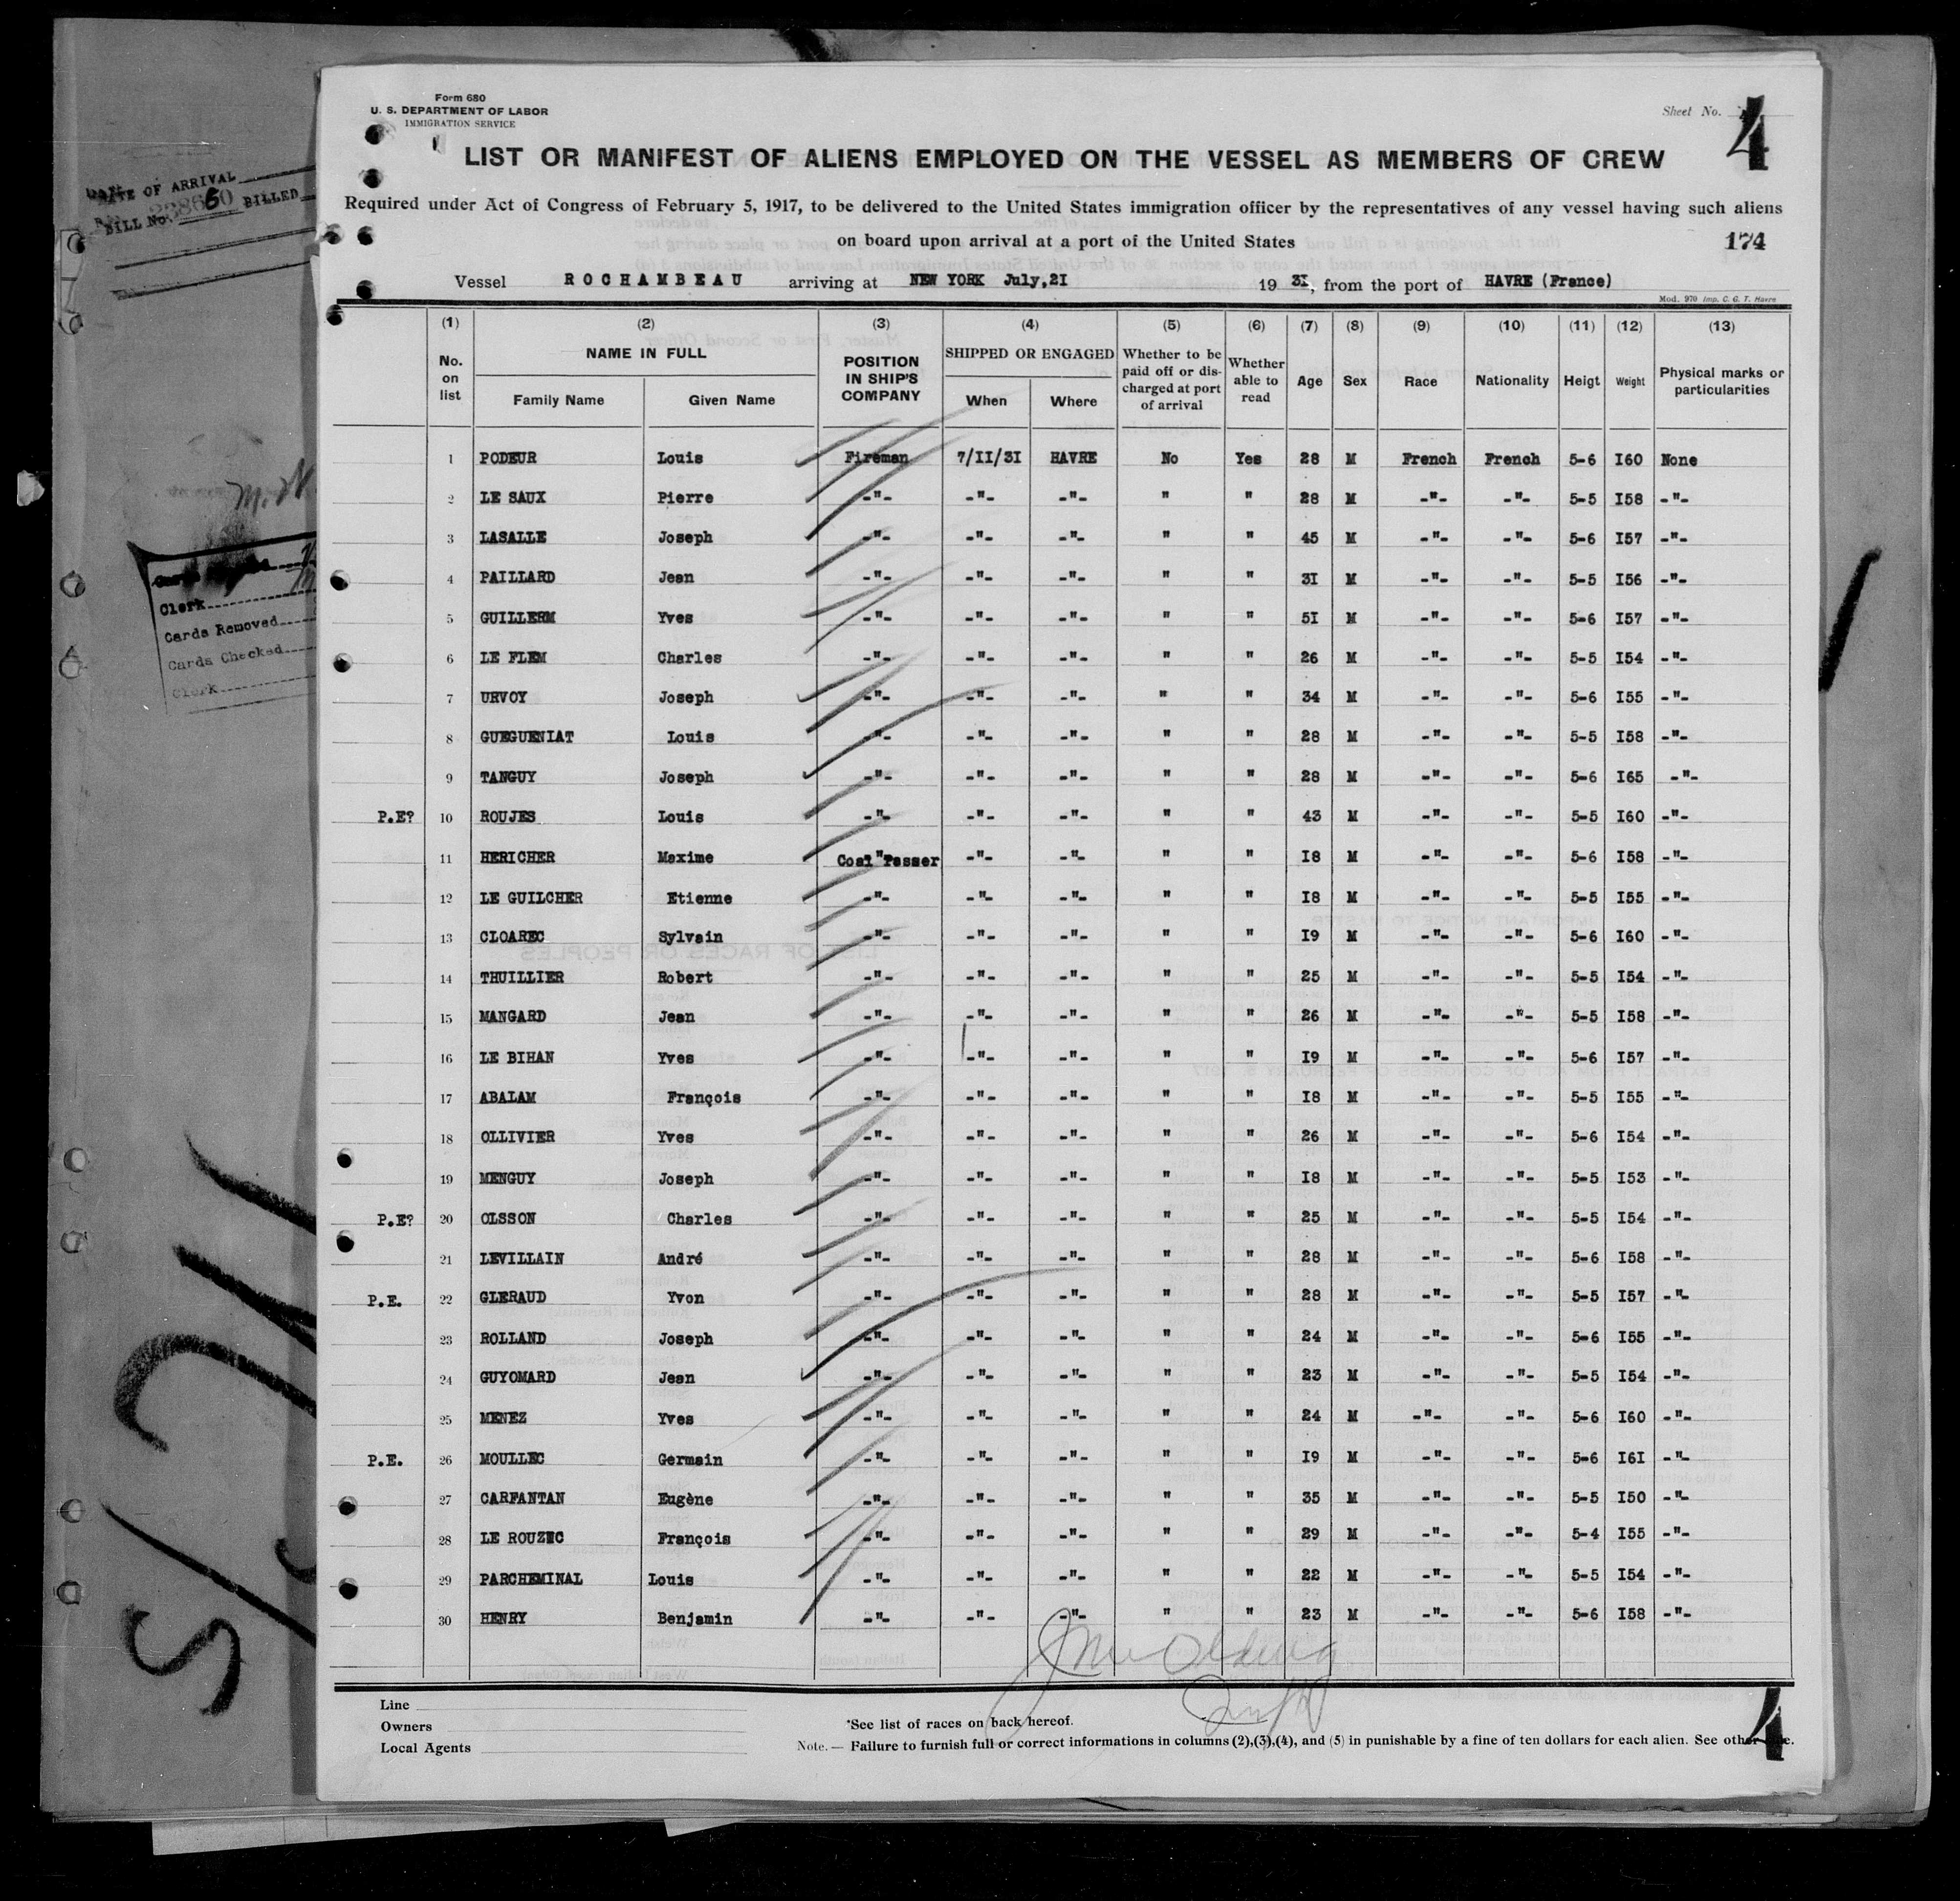 Form 680
U. S. DEPARTMENT OF LABOR
IMMIGRATION SERVICE
Sheet No. 4
LIST OR MANIFEST OF ALIENS EMPLOYED ON THE VESSEL AS MEMBERS OF CREW
Required under Act of Congress of February 5, 1917, to be delivered to the United States immigration officer by the representatives of any vessel having such aliens
on board upon arrival at a port of the United States
174
Vessel ROCHAMBEAU arriving at NEW YORK July,2I 19 3I, from the port of HAVRE (France)
Mod. 970 Imp. C. G. T. Havre
(1) (2) (3) (4) (5) (6) (7) (8) (9) (10) (11) (12) (13)
No. on list NAME IN FULL Family Name Given Name POSITION IN SHIP'S COMPANY SHIPPED OR ENGAGED When Where Whether to be paid off or discharged at port of arrival Whether able to read Age Sex Race Nationality Heigt Weight Physical marks or particularities
1 PODEUR Louis Fireman 7/II/3I HAVRE No Yes 28 M French French 5-6 I60 None
2 LE SAUX Pierre -"- -"- -"- " " 28 M -"- -"- 5-5 I58 -"-
3 LASALLE Joseph -"- -"- -"- " " 45 M -"- -"- 5-6 I57 -"-
4 PAILLARD Jean -"- -"- -"- " " 3I M -"- -"- 5-5 I56 -"-
5 GUILLERM Yves -"- -"- -"- " " 5I M -"- -"- 5-6 I57 -"-
6 LE FLEM Charles -"- -"- -"- " " 26 M -"- -"- 5-5 I54 -"-
7 URVOY Joseph -"- -"- -"- " " 34 M -"- -"- 5-6 I55 -"-
8 GUEGUENIAT Louis -"- -"- -"- " " 28 M -"- -"- 5-5 I58 -"-
9 TANGUY Joseph -"- -"- -"- " " 28 M -"- -"- 5-6 I65 -"-
P.E? 10 ROUJES Louis -"- -"- -"- " " 43 M -"- -"- 5-5 I60 -"-
11 HERICHER Maxime Coal "Passer -"- -"- " " I8 M -"- -"- 5-6 I58 -"-
12 LE GUILCHER Etienne -"- -"- -"- " " I8 M -"- -"- 5-5 I55 -"-
13 CLOAREC Sylvain -"- -"- -"- " " I9 M -"- -"- 5-6 I60 -"-
14 THUILLIER Robert -"- -"- -"- " " 25 M -"- -"- 5-5 I54 -"-
15 MANGARD Jean -"- -"- -"- " " 26 M -"- -"- 5-5 I58 -"-
16 LE BIHAN Yves -"- -"- -"- " " I9 M -"- -"- 5-6 I57 -"-
17 ABALAM François -"- -"- -"- " " I8 M -"- -"- 5-5 I55 -"-
18 OLLIVIER Yves -"- -"- -"- " " 26 M -"- -"- 5-6 I54 -"-
19 MENGUY Joseph -"- -"- -"- " " I8 M -"- -"- 5-5 I53 -"-
P.E? 20 OLSSON Charles -"- -"- -"- " " 25 M -"- -"- 5-5 I54 -"-
21 LEVILLAIN André -"- -"- -"- " " 28 M -"- -"- 5-6 I58 -"-
P.E. 22 GLERAUD Yvon -"- -"- -"- " " 28 M -"- -"- 5-5 I57 -"-
23 ROLLAND Joseph -"- -"- -"- " " 24 M -"- -"- 5-6 I55 -"-
24 GUYOMARD Jean -"- -"- -"- " " 23 M -"- -"- 5-5 I54 -"-
25 MENEZ Yves -"- -"- -"- " " 24 M -"- -"- 5-6 I60 -"-
P.E. 26 MOULLEC Germain -"- -"- -"- " " I9 M -"- -"- 5-6 I6I -"-
27 CARFANTAN Eugène -"- -"- -"- " " 35 M -"- -"- 5-5 I50 -"-
28 LE ROUZIC François -"- -"- -"- " " 29 M -"- -"- 5-4 I55 -"-
29 PARCHEMINAL Louis -"- -"- -"- " " 22 M -"- -"- 5-5 I54 -"-
30 HENRY Benjamin -"- -"- -"- " " 23 M -"- -"- 5-6 I58 -"-
Line
Owners
Local Agents
*See list of races on back hereof.
Note. — Failure to furnish full or correct informations in columns (2),(3),(4), and (5) in punishable by a fine of ten dollars for each alien. See other
4
DATE OF ARRIVAL
BILL No. BILLED
Clerk
Cards Removed
Cards Checked
Clerk